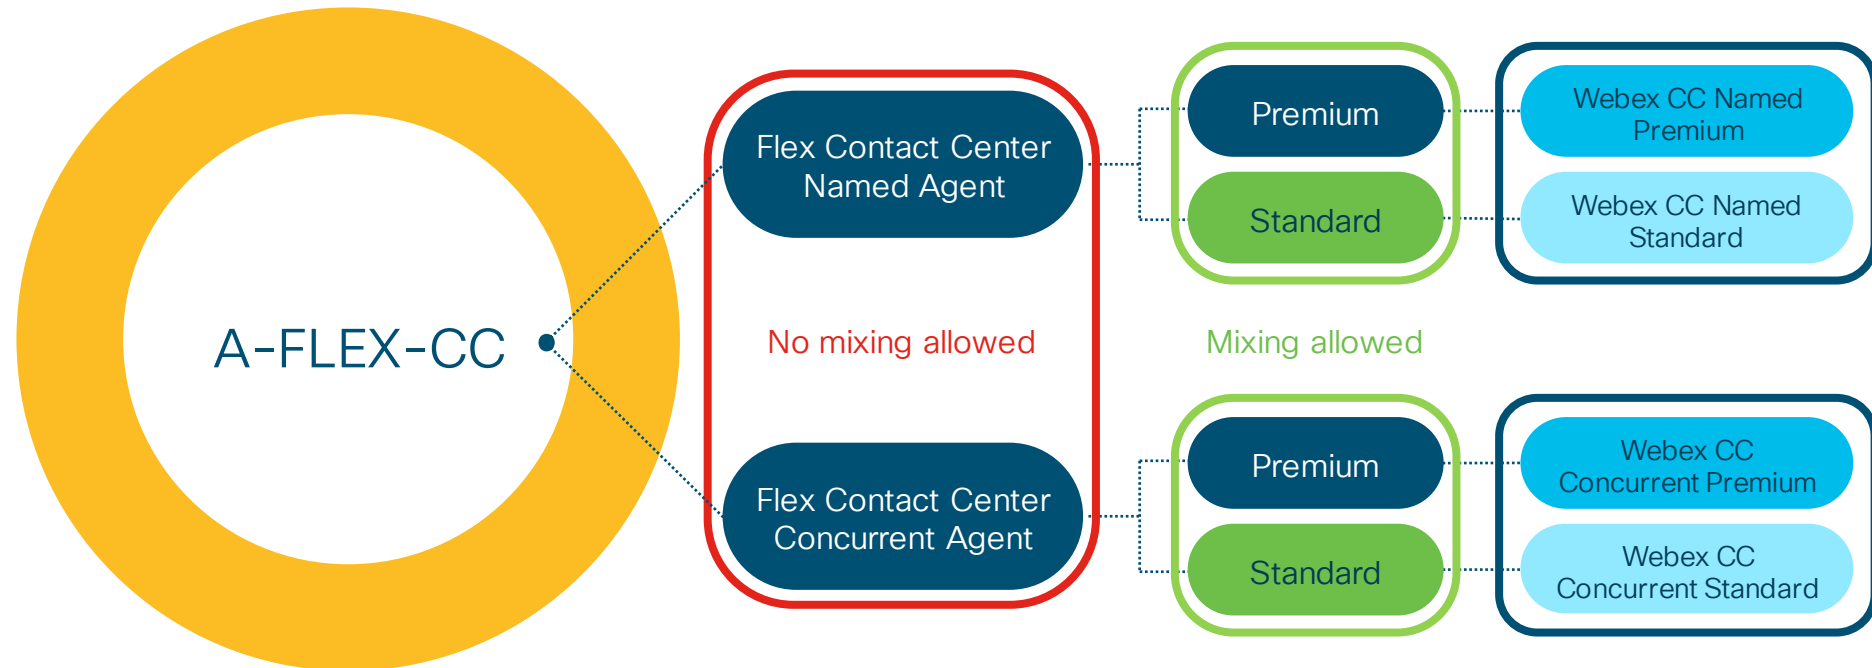 A-FLEX-CC
Flex Contact Center
Named Agent
No mixing allowed
Flex Contact Center
Concurrent Agent
Premium
Standard
Mixing allowed
Premium
Standard
Webex CC Named
Premium
Webex CC Named
Standard
Webex CC
Concurrent Premium
Webex CC
Concurrent Standard